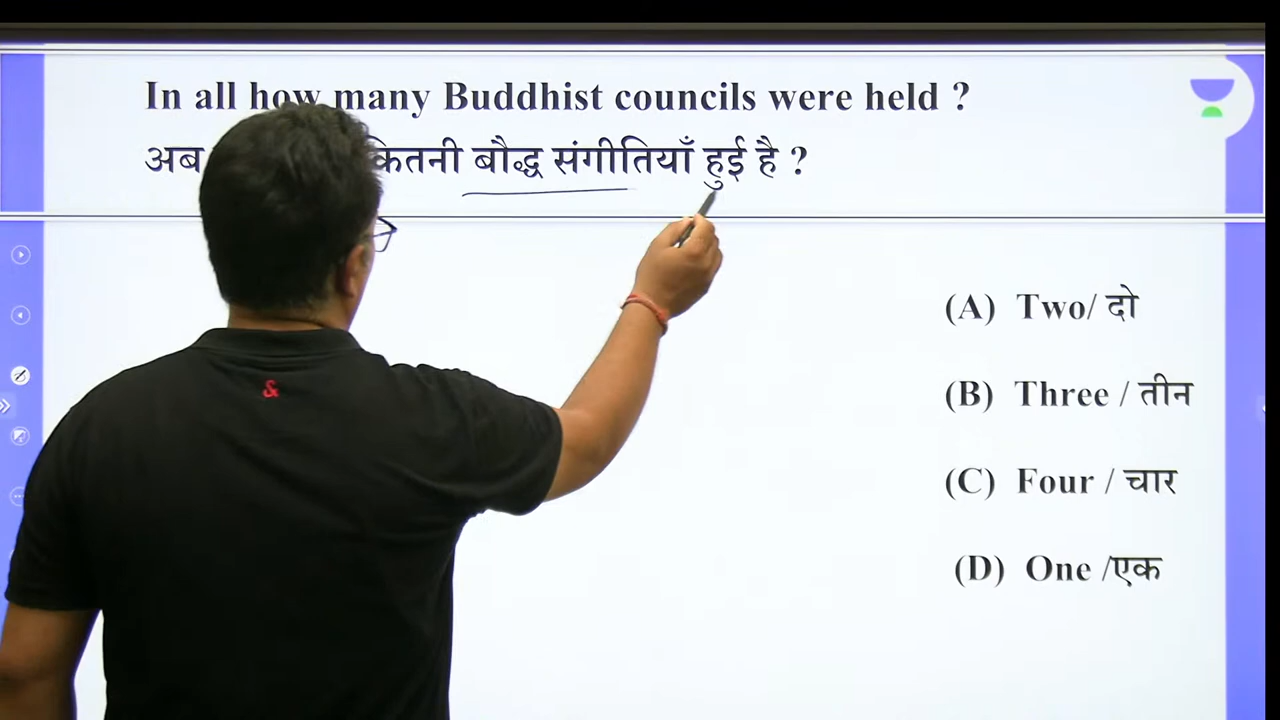 In all how many Buddhist councils were held ?
अब कितनी बौद्ध संगीतियाँ हुई है ?
(A) Two/ दो
(B) Three / तीन
(C) Four / चार
(D) One /एक
&